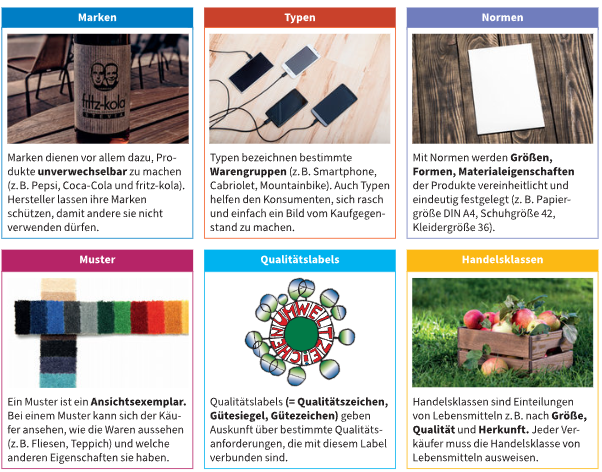 Marken
fritz-kola
STEVIA
Marken dienen vor allem dazu, Pro-
dukte unverwechselbar zu machen
(z. B. Pepsi, Coca-Cola und fritz-kola).
Hersteller lassen ihre Marken
schützen, damit andere sie nicht
verwenden dürfen.
Typen
Typen bezeichnen bestimmte
Warengruppen (z. B. Smartphone,
Cabriolet, Mountainbike). Auch Typen
helfen den Konsumenten, sich rasch
und einfach ein Bild vom Kaufgegen-
stand zu machen.
Normen
Mit Normen werden Größen,
Formen, Materialeigenschaften
der Produkte vereinheitlicht und
eindeutig festgelegt (z. B. Papier-
größe DIN A4, Schuhgröße 42,
Kleidergröße 36).
Muster
Ein Muster ist ein Ansichtsexemplar.
Bei einem Muster kann sich der Käu-
fer ansehen, wie die Waren aussehen
(z. B. Fliesen, Teppich) und welche
anderen Eigenschaften sie haben.
Qualitätslabels
UMWELTZEICHEN
Qualitätslabels (= Qualitätszeichen,
Gütesiegel, Gütezeichen) geben
Auskunft über bestimmte Qualitäts-
anforderungen, die mit diesem Label
verbunden sind.
Handelsklassen
Handelsklassen sind Einteilungen
von Lebensmitteln z. B. nach Größe,
Qualität und Herkunft. Jeder Ver-
käufer muss die Handelsklasse von
Lebensmitteln ausweisen.